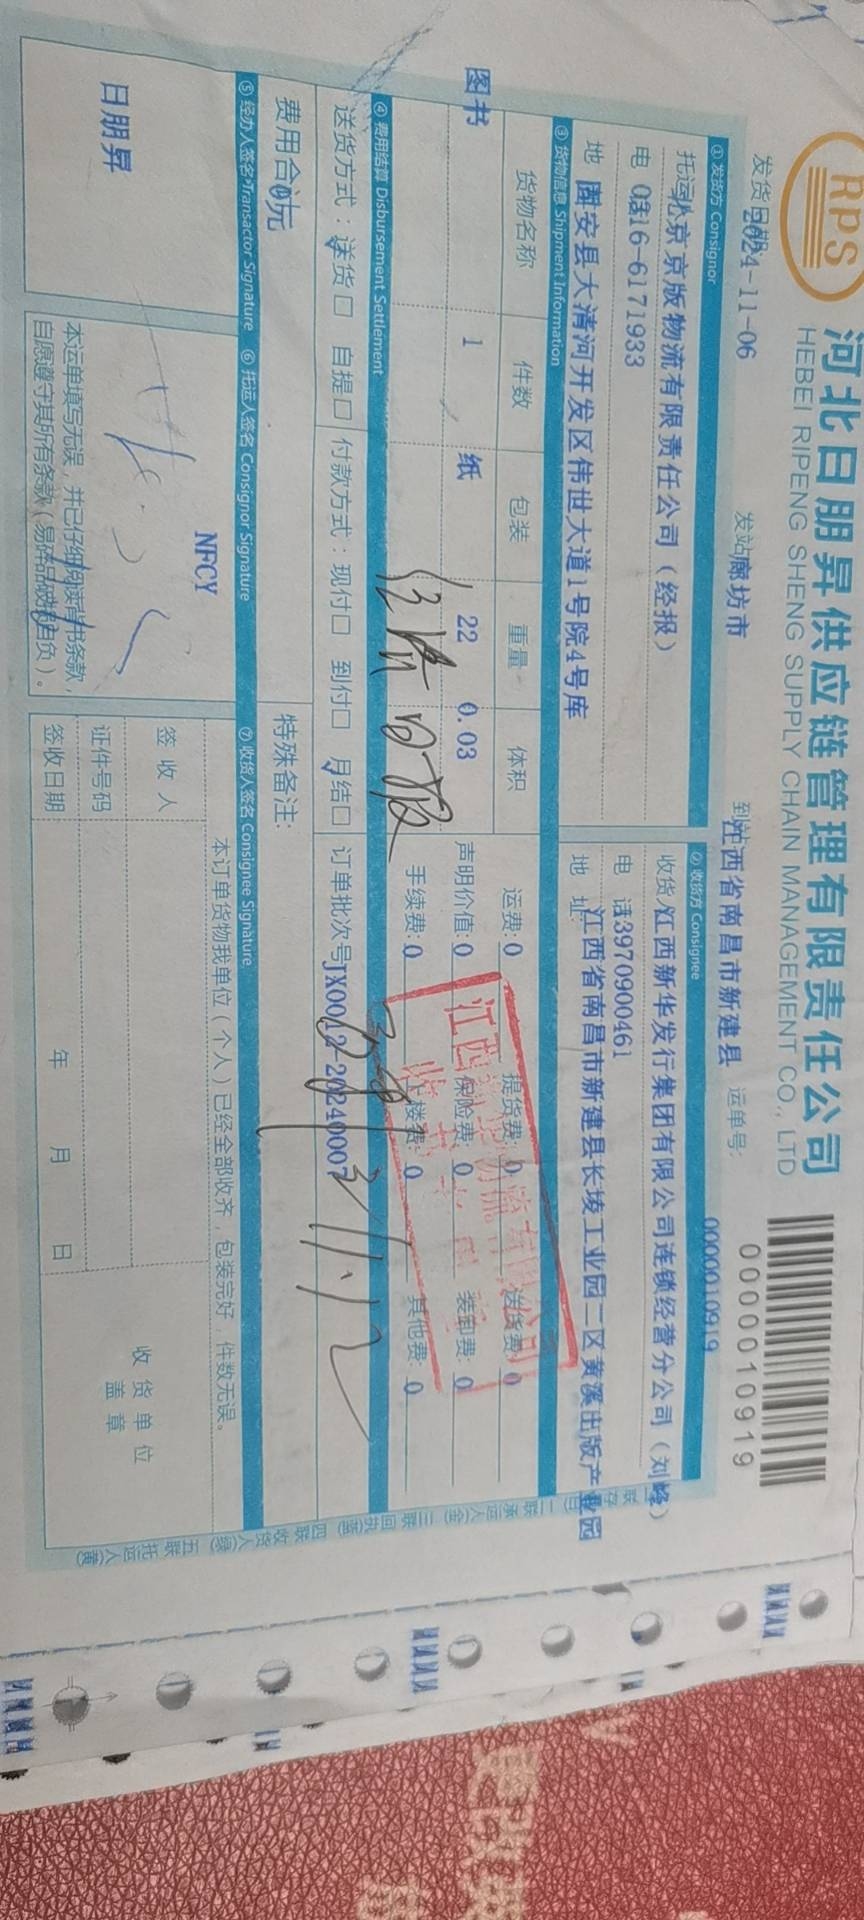 RPS
河北日朋昇供应链管理有限责任公司
HEBEI RIPENG SHENG SUPPLY CHAIN MANAGEMENT CO., LTD
0000010919
发货日期: 2024-11-06 发站 廊坊市 到站 江西省南昌市新建县 运单号: 0000010919
① 发货方 Consignor
托运人 北京京版物流有限责任公司（经报）
电 话 0316-6171933
地 址 固安县大清河开发区伟世大道1号院4号库
② 收货方 Consignee
收货人 江西新华发行集团有限公司连锁经营分公司（刘峰）
电 话 13970900461
地 址: 江西省南昌市新建县长堎工业园二区黄溪出版产业园
③ 货物信息 Shipment Information
货物名称 件数 包装 重量 体积
图书 1 纸 22 0.03
运费: 0 提货费: 0 送货费: 0
声明价值: 0 保险费: 0 装卸费: 0
手续费: 0 上楼费: 0 其他费: 0
经济日报
④ 费用结算 Disbursement Settlement
送货方式：送货□ 自提□ 付款方式：现付□ 到付□ 月结□ 订单批次号 JX0012-20240007
费用合计 0 元
特殊备注：
⑤ 经办人签名 Transactor Signature
日朋昇
⑥ 托运人签名 Consignor Signature
NFCY
本运单填写无误，并已仔细阅读背书条款，
自愿遵守其所有条款（易碎品破损自负）。
⑦ 收货人签名 Consignee Signature
本订单货物我单位（个人）已经全部收齐，包装完好，件数无误。
签收人
证件号码
签收日期 年 月 日
收货单位
盖章
一联存
二联承运人
三联回执
四联收货人
五联托运人